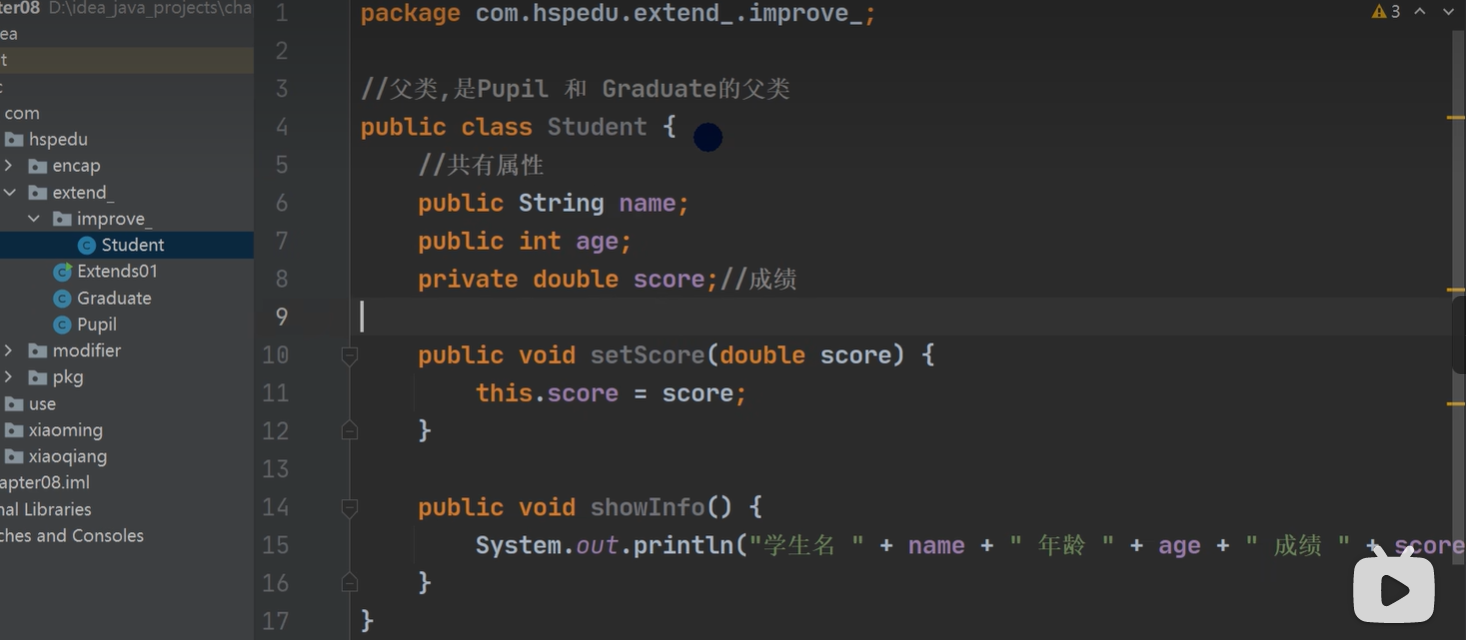 ter08 D:\idea_java_projects\cha
ea
t
com
hspedu
encap
extend_
improve_
Student
Extends01
Graduate
Pupil
modifier
pkg
use
xiaoming
xiaoqiang
apter08.iml
nal Libraries
ches and Consoles
3
1 package com.hspedu.extend_.improve_;
2
3 //父类,是Pupil 和 Graduate的父类
4 public class Student {
5 //共有属性
6 public String name;
7 public int age;
8 private double score;//成绩
9
10 public void setScore(double score) {
11 this.score = score;
12 }
13
14 public void showInfo() {
15 System.out.println("学生名 " + name + " 年龄 " + age + " 成绩 " + score
16 }
17 }